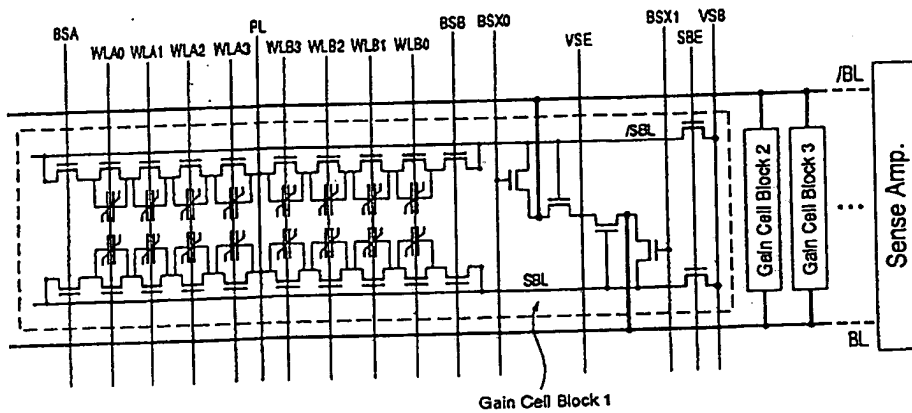 BSA WLA0 WLA1 WLA2 WLA3 PL WLB3 WLB2 WLB1 WLB0 BSB BSX0 VSE BSX1 SBE VSB
/BL
/SBL
Gain Cell Block 2
Gain Cell Block 3
...
Sense Amp.
SBL
BL
Gain Cell Block 1